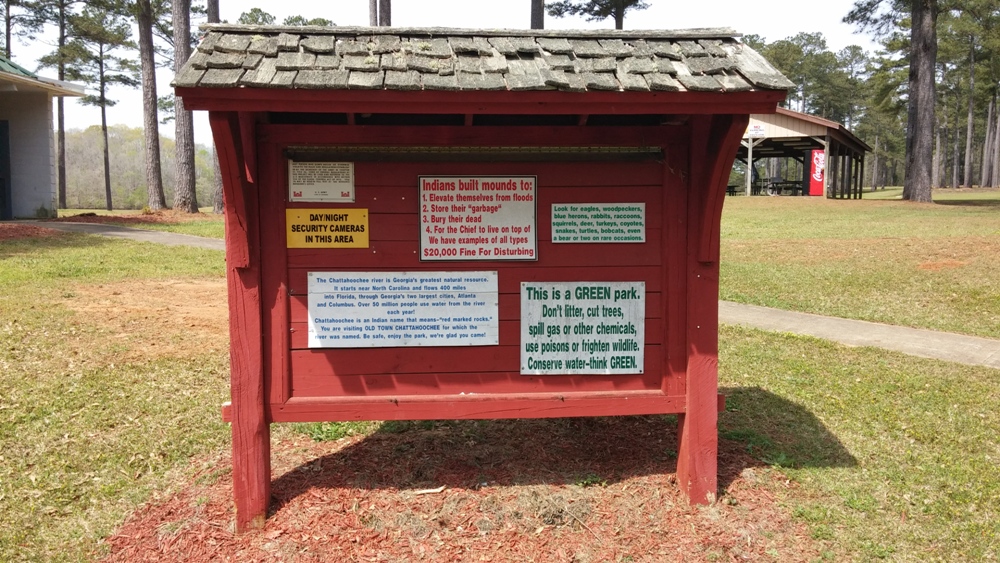 DAY/NIGHT
SECURITY CAMERAS
IN THIS AREA
Indians built mounds to:
1. Elevate themselves from floods
2. Store their "garbage"
3. Bury their dead
4. For the Chief to live on top of
We have examples of all types
$20,000 Fine For Disturbing
Look for eagles, woodpeckers,
blue herons, rabbits, raccoons,
squirrels, deer, turkeys, coyotes,
snakes, turtles, bobcats, even
a bear or two on rare occasions.
The Chattahoochee river is Georgia's greatest natural resource.
It starts near North Carolina and flows 400 miles
into Florida, through Georgia's two largest cities, Atlanta
and Columbus. Over 50 million people use water from the river
each year!
Chattahoochee is an Indian name that means-"red marked rocks."
You are visiting OLD TOWN CHATTAHOOCHEE for which the
river was named. Be safe, enjoy the park, we're glad you came!
This is a GREEN park.
Don't litter, cut trees,
spill gas or other chemicals,
use poisons or frighten wildlife.
Conserve water-think GREEN.
Coca-Cola